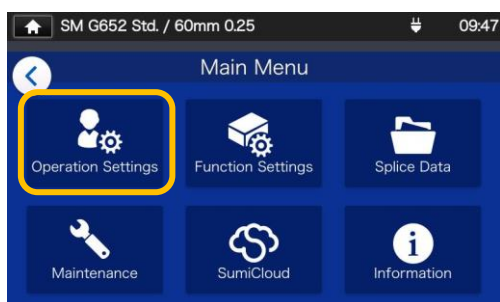 SM G652 Std. / 60mm 0.25 09:47
Main Menu
Operation Settings Function Settings Splice Data
Maintenance SumiCloud Information